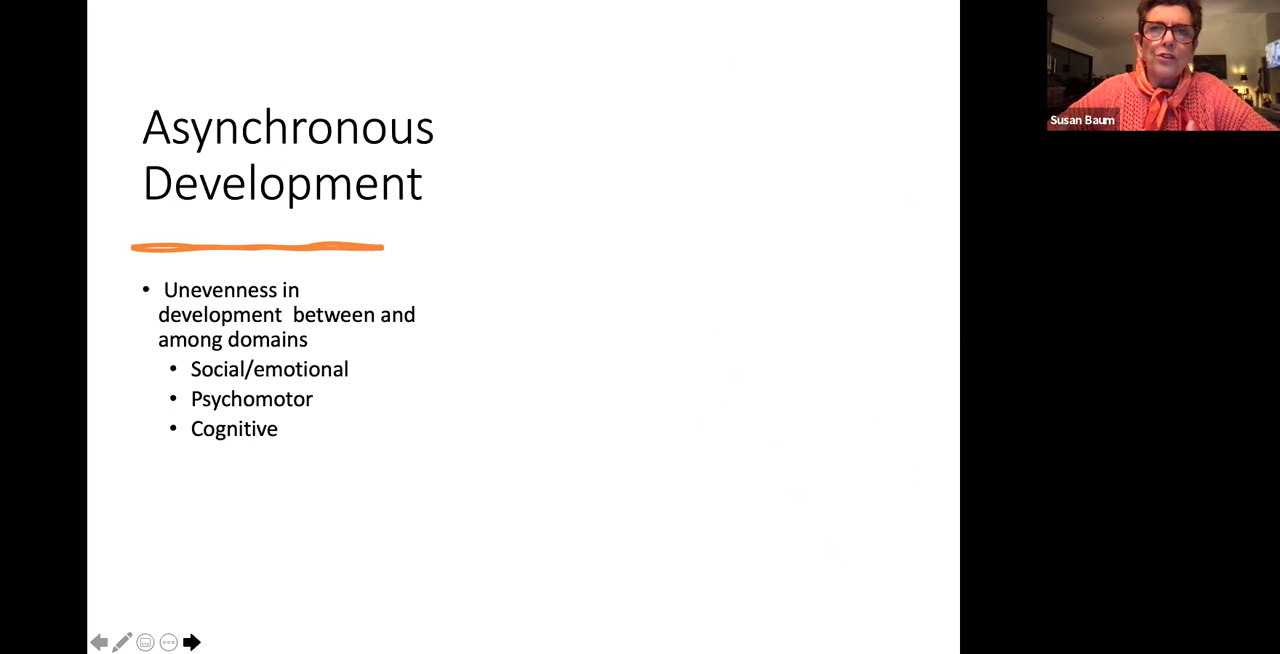 Asynchronous
Development
• Unevenness in
development between and
among domains
• Social/emotional
• Psychomotor
• Cognitive
Susan Baum